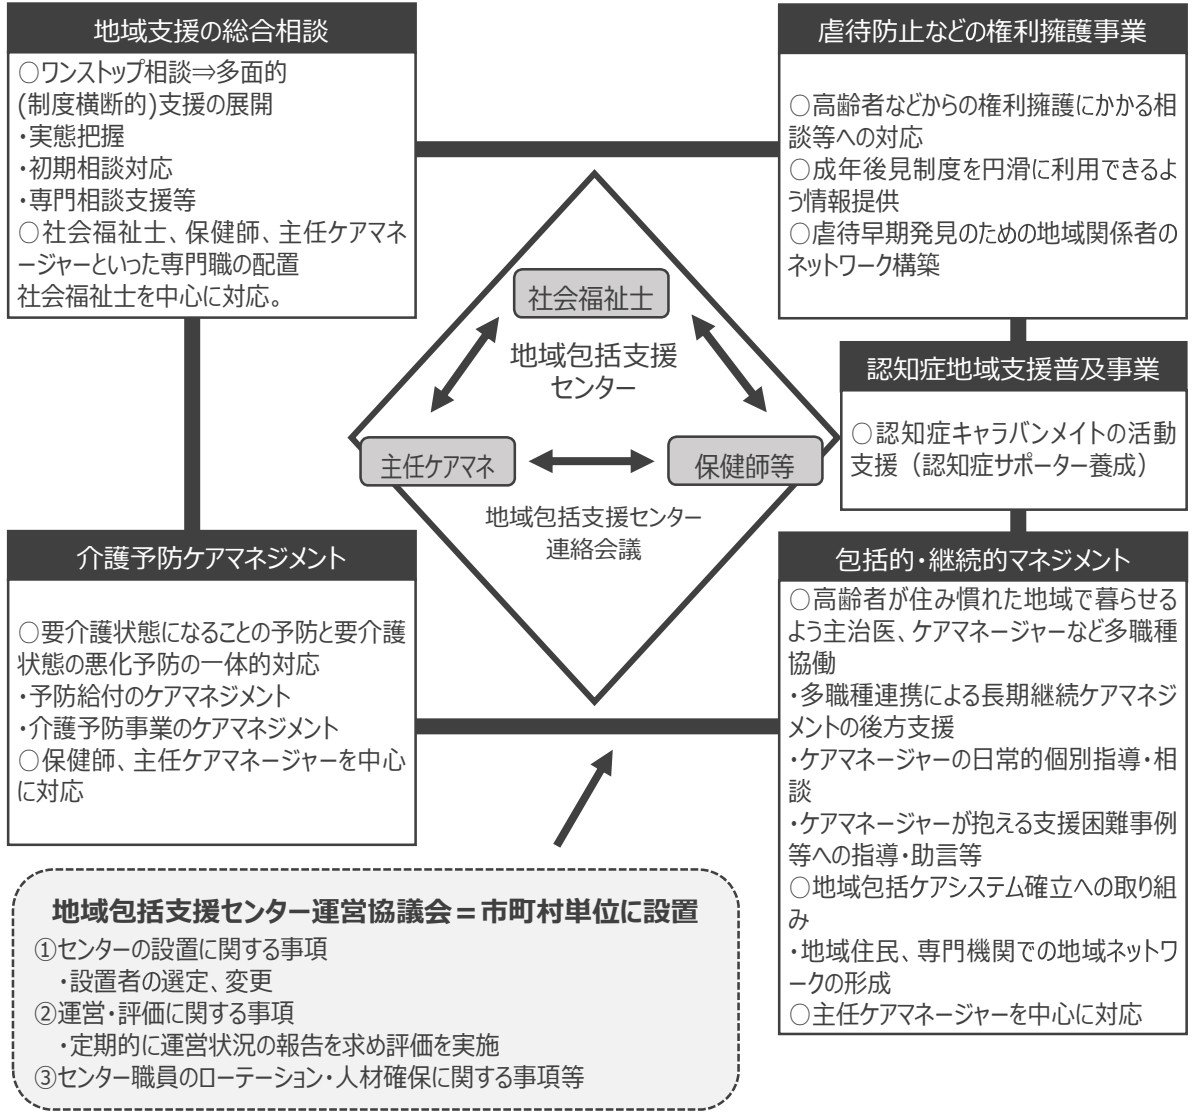 地域支援の総合相談
○ワンストップ相談⇒多面的
(制度横断的)支援の展開
・実態把握
・初期相談対応
・専門相談支援等
○社会福祉士、保健師、主任ケアマネ
ージャーといった専門職の配置
社会福祉士を中心に対応。
虐待防止などの権利擁護事業
○高齢者などからの権利擁護にかかる相
談等への対応
○成年後見制度を円滑に利用できるよ
う情報提供
○虐待早期発見のための地域関係者の
ネットワーク構築
社会福祉士
地域包括支援
センター
主任ケアマネ
保健師等
地域包括支援センター
連絡会議
認知症地域支援普及事業
○認知症キャラバンメイトの活動
支援（認知症サポーター養成）
介護予防ケアマネジメント
○要介護状態になることの予防と要介護
状態の悪化予防の一体的対応
・予防給付のケアマネジメント
・介護予防事業のケアマネジメント
○保健師、主任ケアマネージャーを中心
に対応
包括的・継続的マネジメント
○高齢者が住み慣れた地域で暮らせる
よう主治医、ケアマネージャーなど多職種
協働
・多職種連携による長期継続ケアマネジ
メントの後方支援
・ケアマネージャーの日常的個別指導・相
談
・ケアマネージャーが抱える支援困難事例
等への指導・助言等
○地域包括ケアシステム確立への取り組
み
・地域住民、専門機関での地域ネットワ
ークの形成
○主任ケアマネージャーを中心に対応
地域包括支援センター運営協議会＝市町村単位に設置
①センターの設置に関する事項
・設置者の選定、変更
②運営・評価に関する事項
・定期的に運営状況の報告を求め評価を実施
③センター職員のローテーション・人材確保に関する事項等